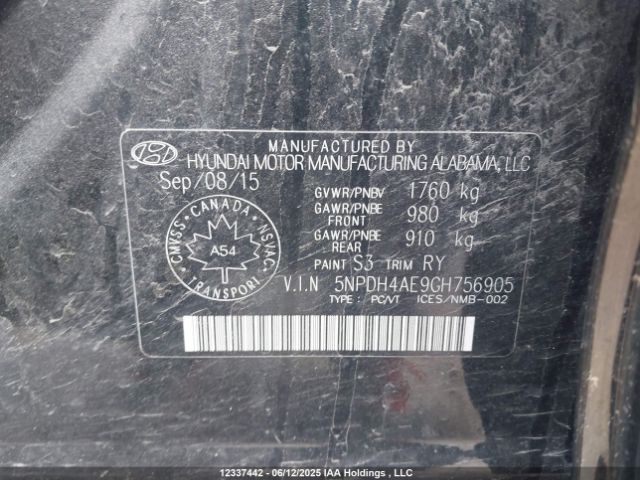 MANUFACTURED BY
HYUNDAI MOTOR MANUFACTURING ALABAMA, LLC
Sep/08/15
GVWR/PNBV 1760 kg
GAWR/PNBE FRONT 980 kg
GAWR/PNBE REAR 910 kg
CANADA
CMVSS
NSVAC
A54
TRANSPORT
PAINT S3 TRIM RY
V.I.N 5NPDH4AE9GH756905
TYPE : PC/VT ICES/NMB-002
12337442 - 06/12/2025 IAA Holdings , LLC